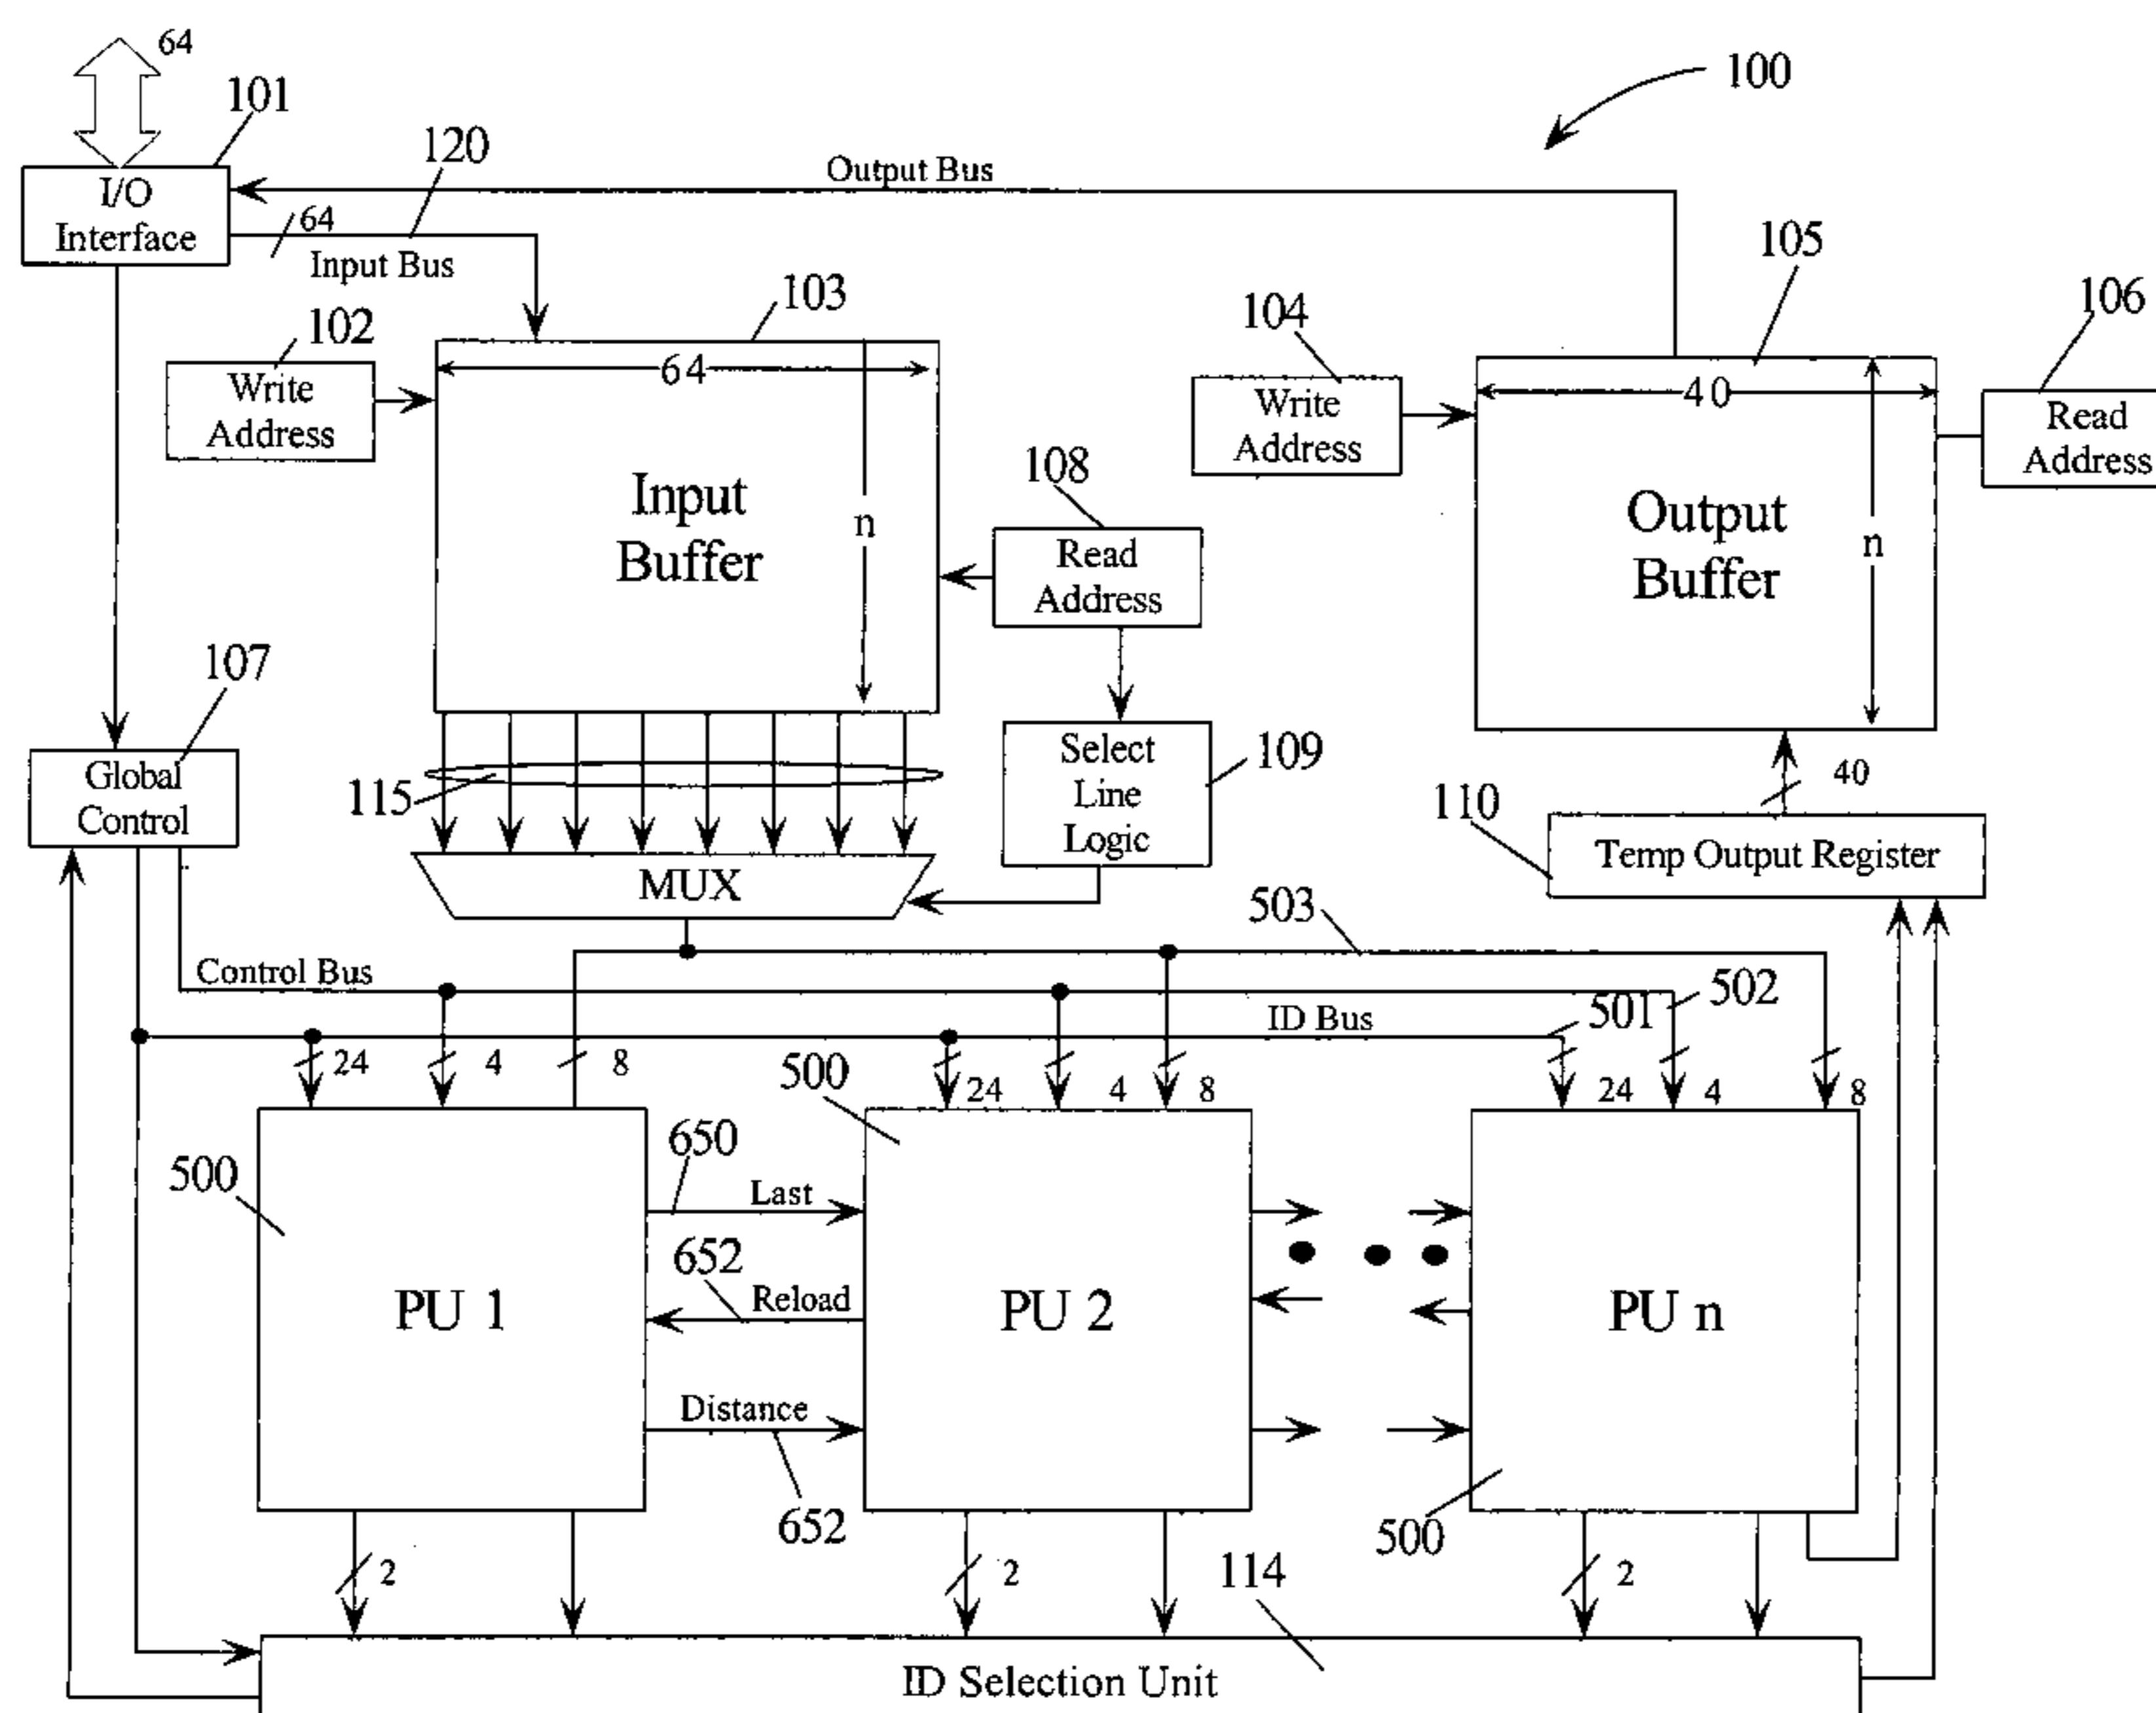 64
101
100
120
Output Bus
I/O
Interface
64
Input Bus
105
103
106
102
104
Write
Address
64
Write
Address
40
Read
Address
Input
Buffer
n
108
Read
Address
Output
Buffer
n
107
Global
Control
115
Select
Line
Logic
109
40
110
Temp Output Register
MUX
503
Control Bus
502
501
ID Bus
24
4
8
500
24
4
8
24
4
8
500
650
Last
652
Reload
PU 1
PU 2
PU n
Distance
652
500
2
2
2
114
ID Selection Unit